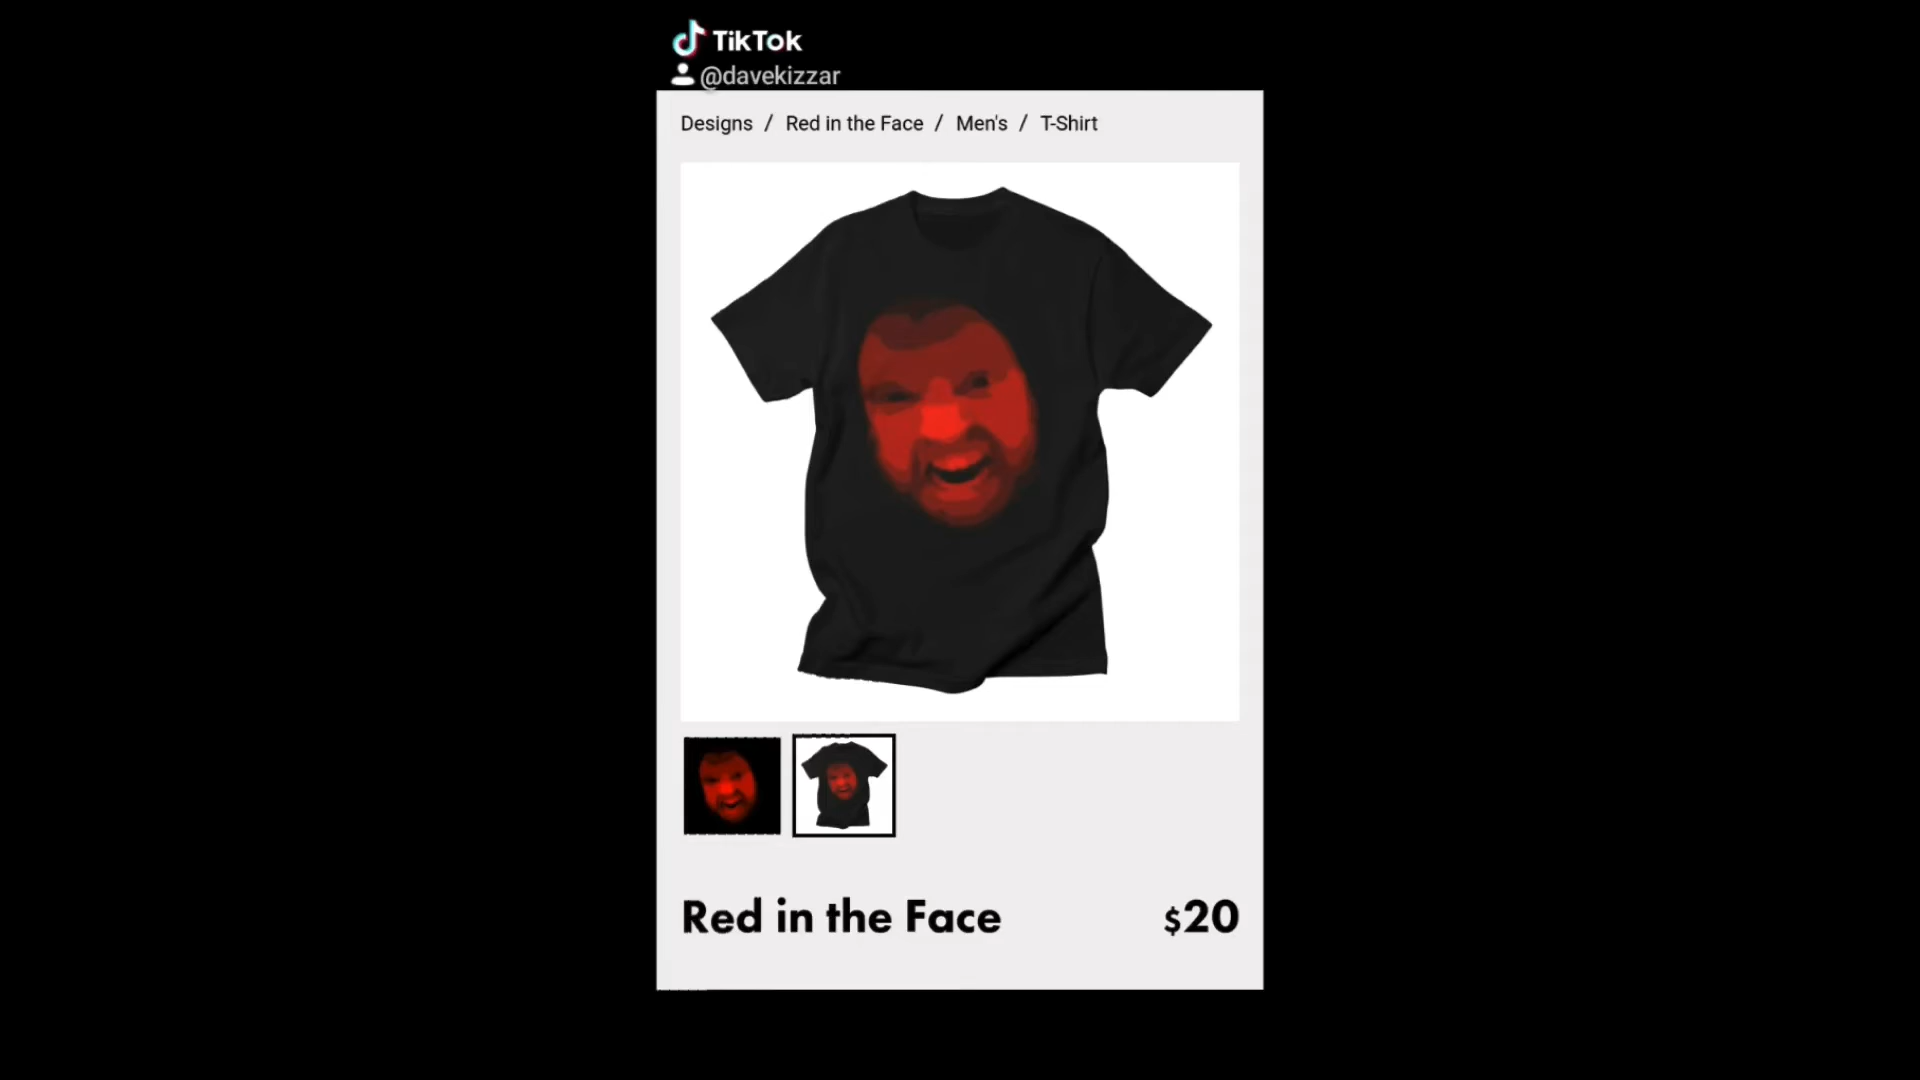 TikTok
@davekizzar
Designs / Red in the Face / Men's / T-Shirt
Red in the Face $20